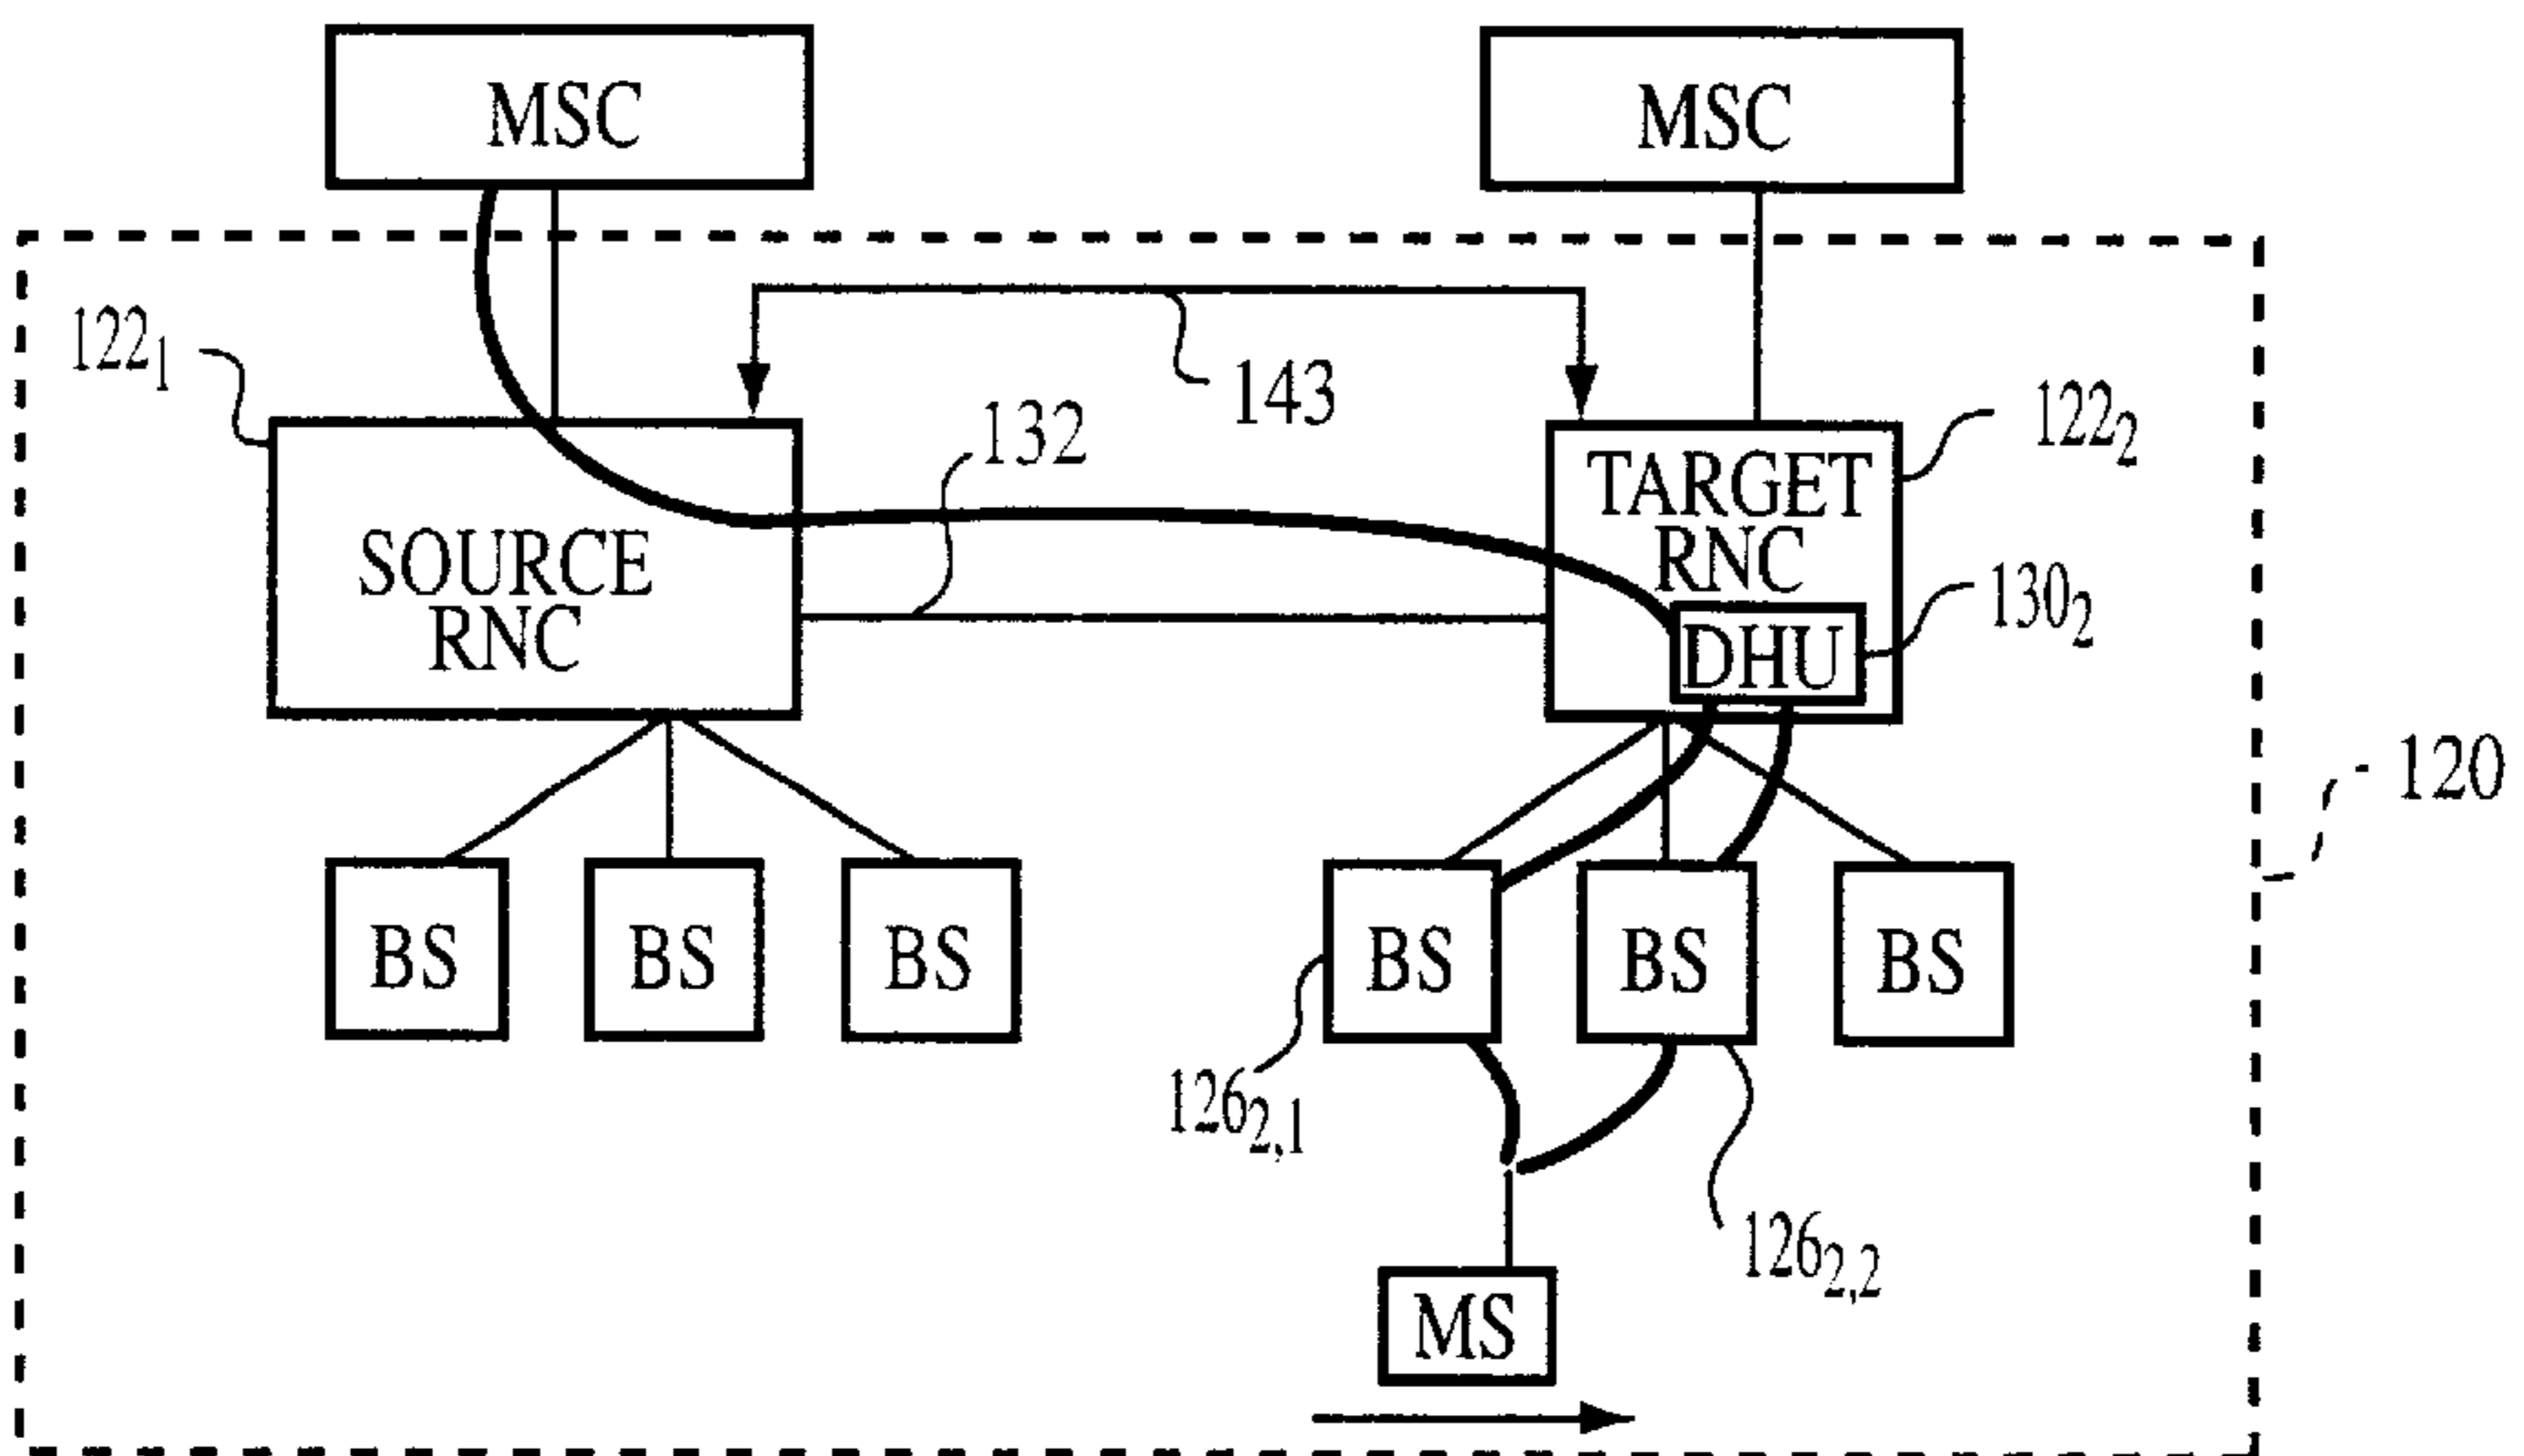 MSC
MSC
122₁
143
132
122₂
SOURCE
RNC
TARGET
RNC
DHU
130₂
120
BS
BS
BS
BS
BS
BS
126₂,₁
126₂,₂
MS